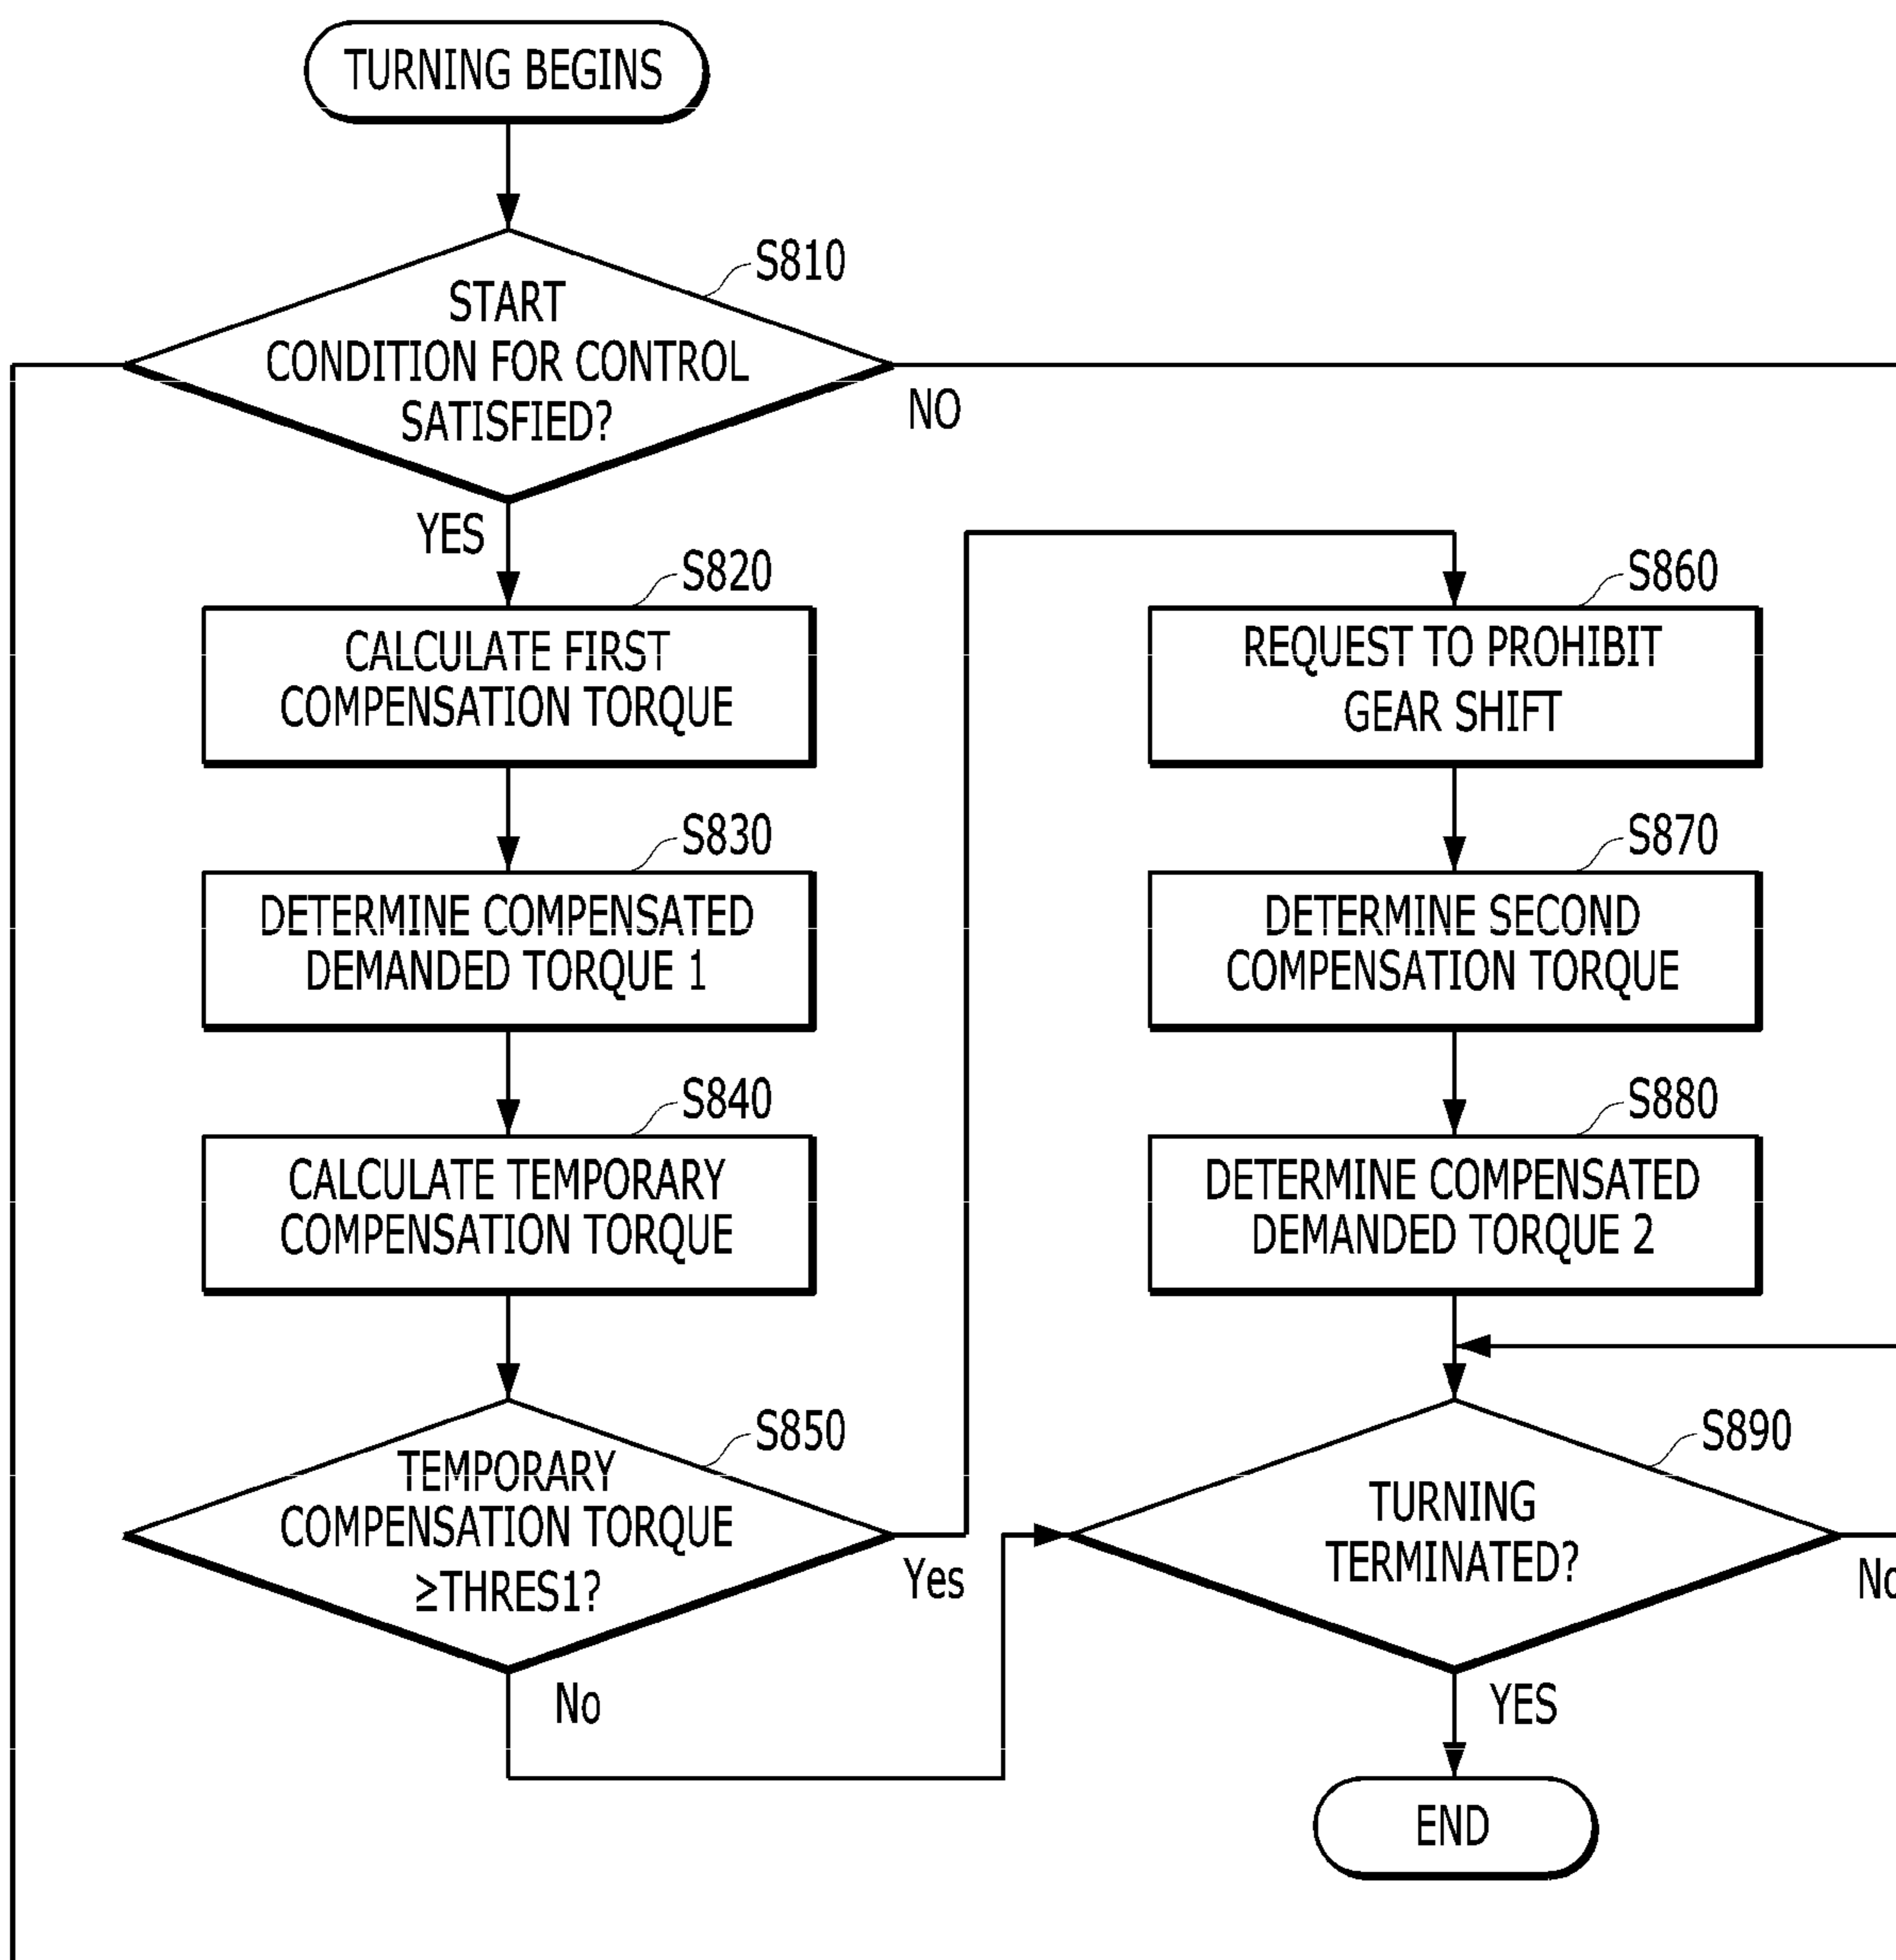 TURNING BEGINS
S810
START
CONDITION FOR CONTROL
SATISFIED?
NO
YES
S820
CALCULATE FIRST
COMPENSATION TORQUE
S830
DETERMINE COMPENSATED
DEMANDED TORQUE 1
S840
CALCULATE TEMPORARY
COMPENSATION TORQUE
S850
TEMPORARY
COMPENSATION TORQUE
≥THRES1?
Yes
No
S860
REQUEST TO PROHIBIT
GEAR SHIFT
S870
DETERMINE SECOND
COMPENSATION TORQUE
S880
DETERMINE COMPENSATED
DEMANDED TORQUE 2
S890
TURNING
TERMINATED?
No
YES
END